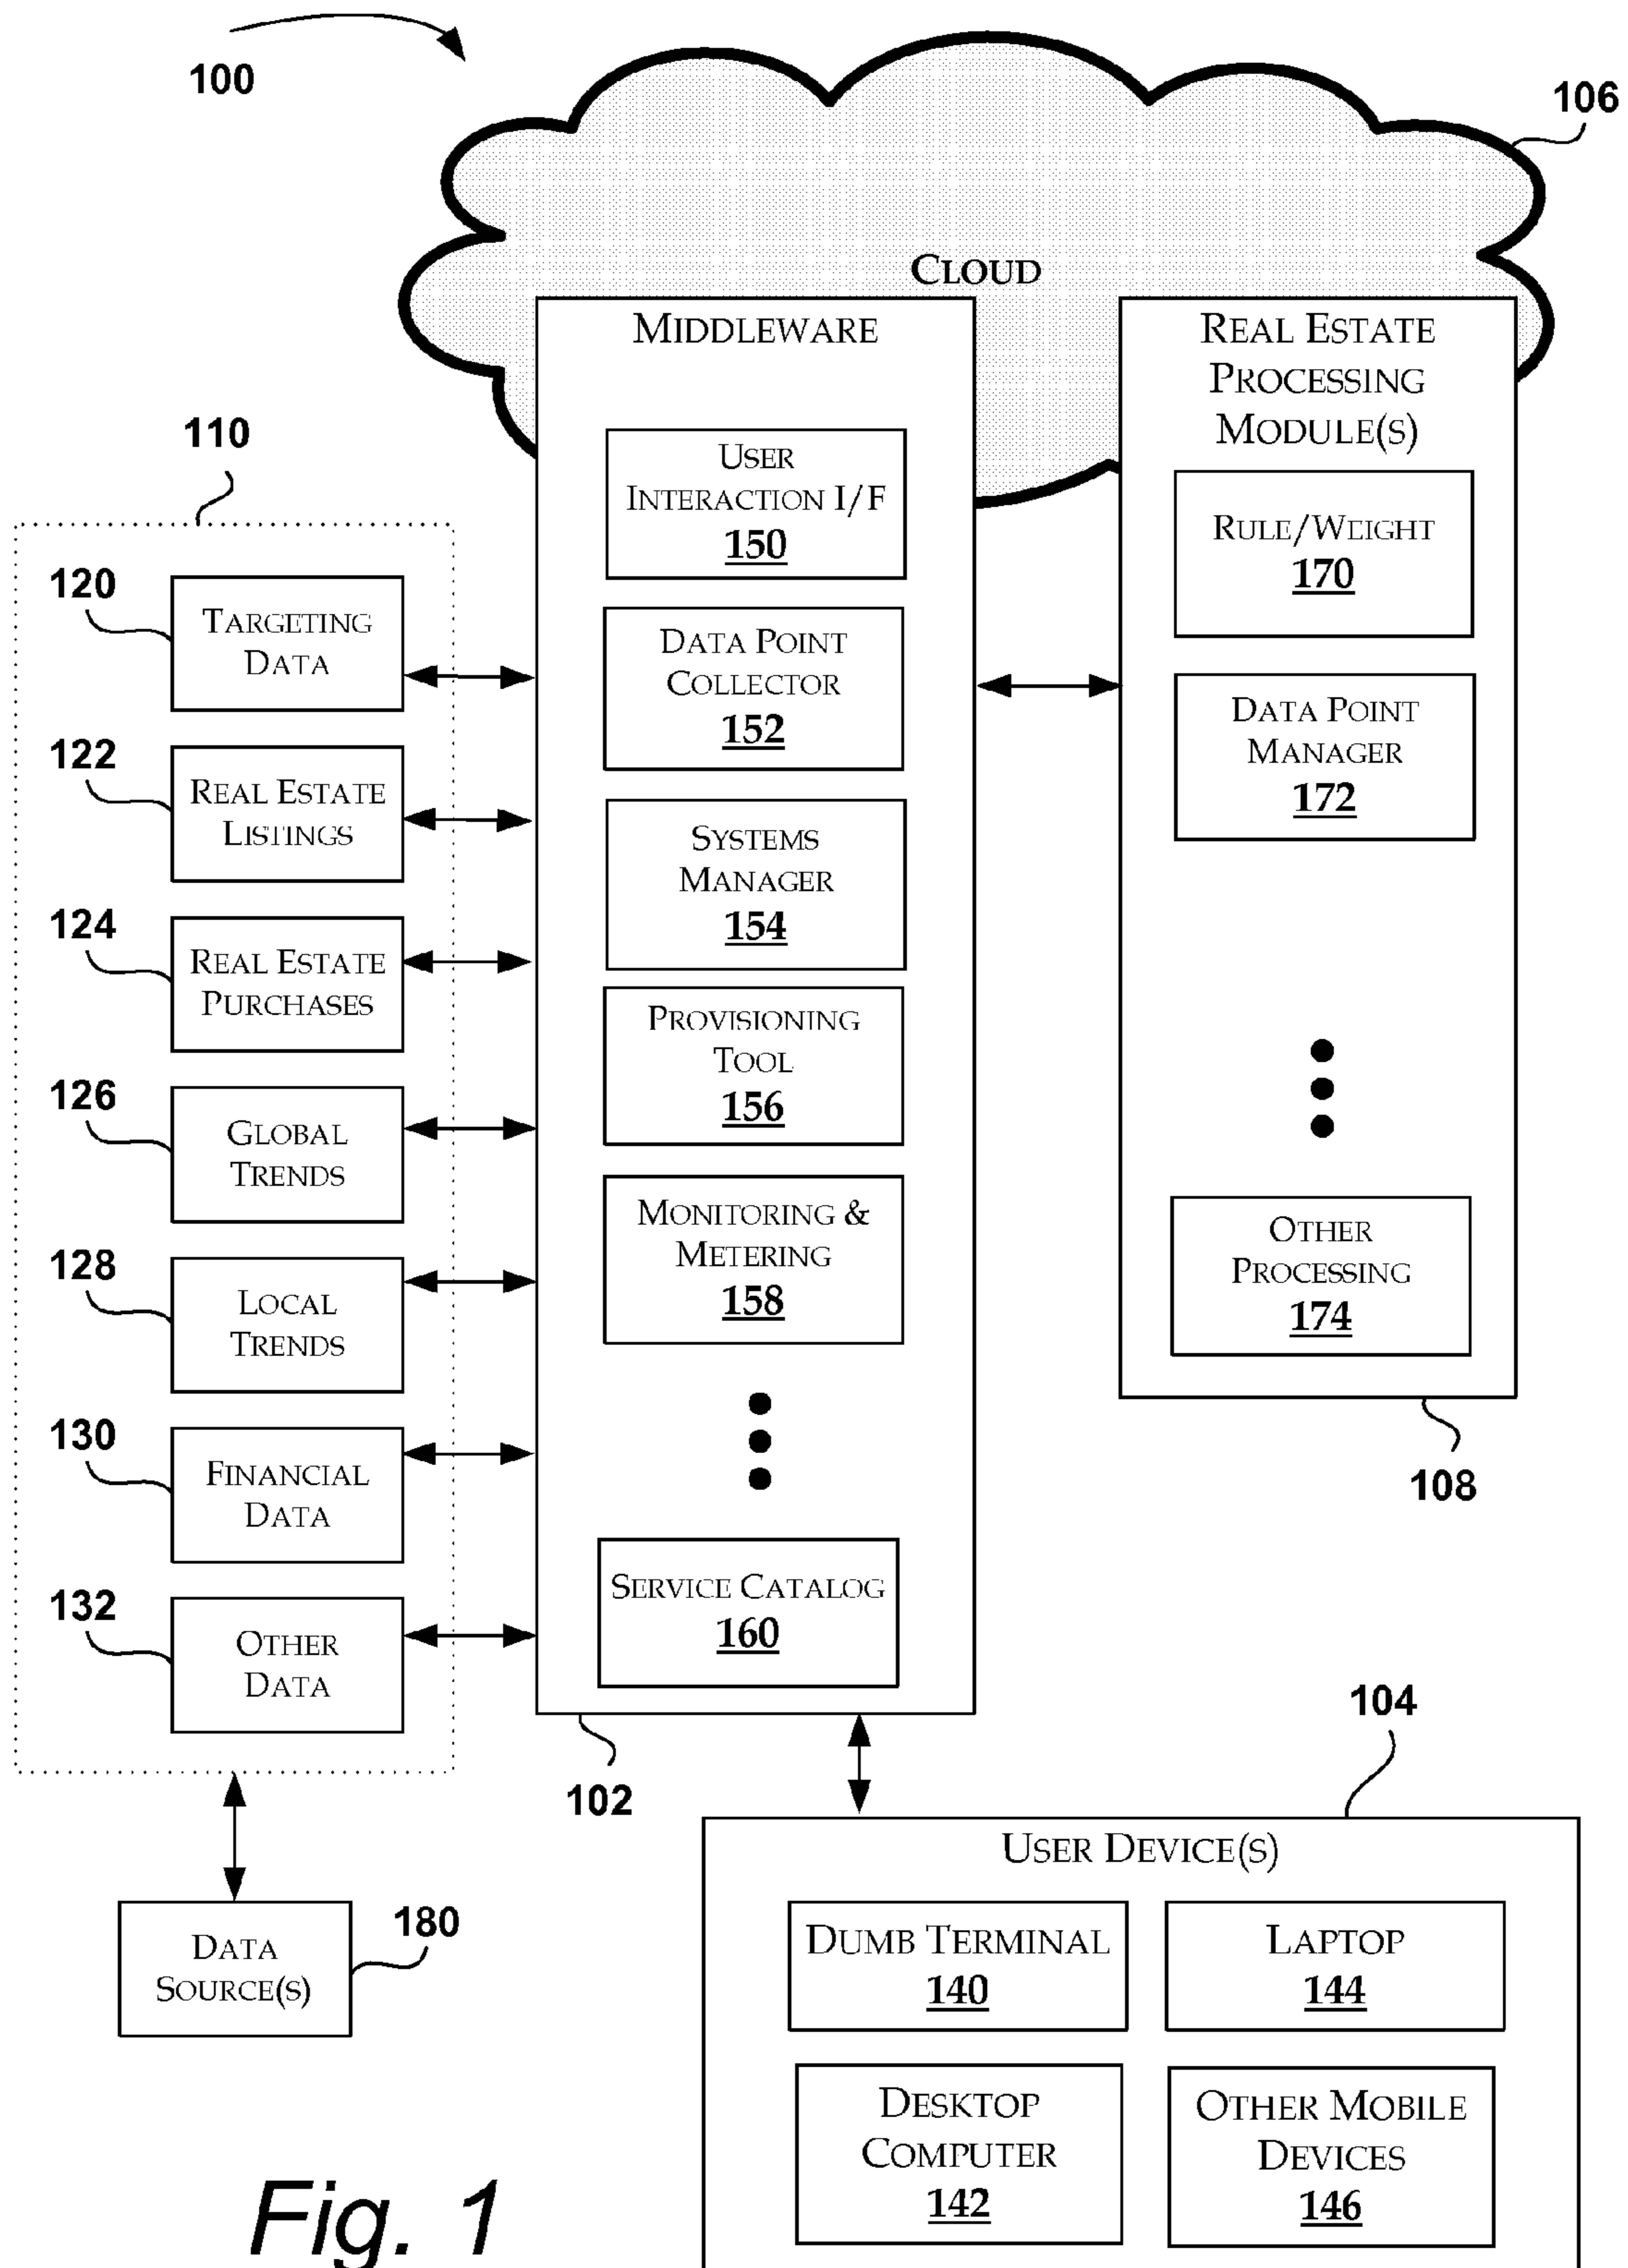 100
106
CLOUD
MIDDLEWARE
USER
INTERACTION I/F
150
DATA POINT
COLLECTOR
152
SYSTEMS
MANAGER
154
PROVISIONING
TOOL
156
MONITORING &
METERING
158
SERVICE CATALOG
160
102
REAL ESTATE
PROCESSING
MODULE(S)
RULE/WEIGHT
170
DATA POINT
MANAGER
172
OTHER
PROCESSING
174
108
110
120
TARGETING
DATA
122
REAL ESTATE
LISTINGS
124
REAL ESTATE
PURCHASES
126
GLOBAL
TRENDS
128
LOCAL
TRENDS
130
FINANCIAL
DATA
132
OTHER
DATA
180
DATA
SOURCE(S)
104
USER DEVICE(S)
DUMB TERMINAL
140
LAPTOP
144
DESKTOP
COMPUTER
142
OTHER MOBILE
DEVICES
146
Fig. 1